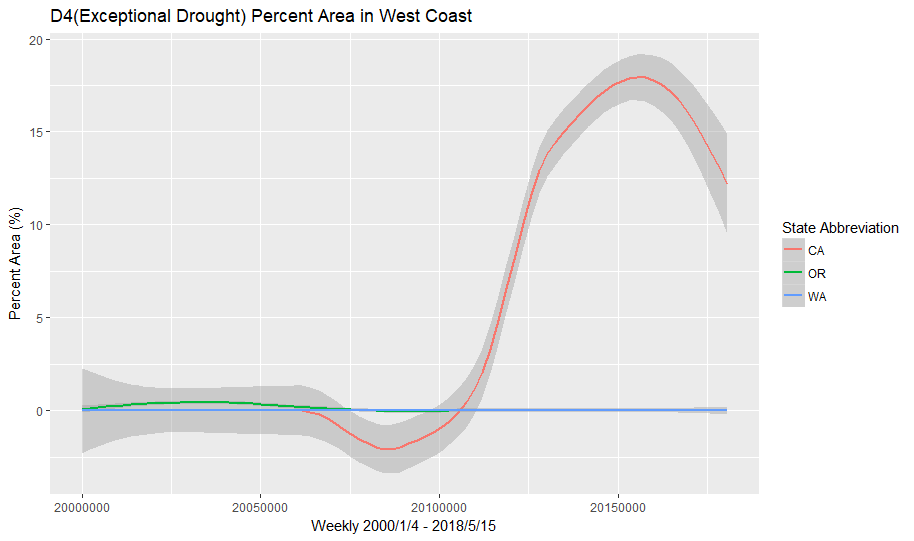 D4(Exceptional Drought) Percent Area in West Coast
20
15
10
5
0
Percent Area (%)
20000000 20050000 20100000 20150000
Weekly 2000/1/4 - 2018/5/15
State Abbreviation
CA
OR
WA